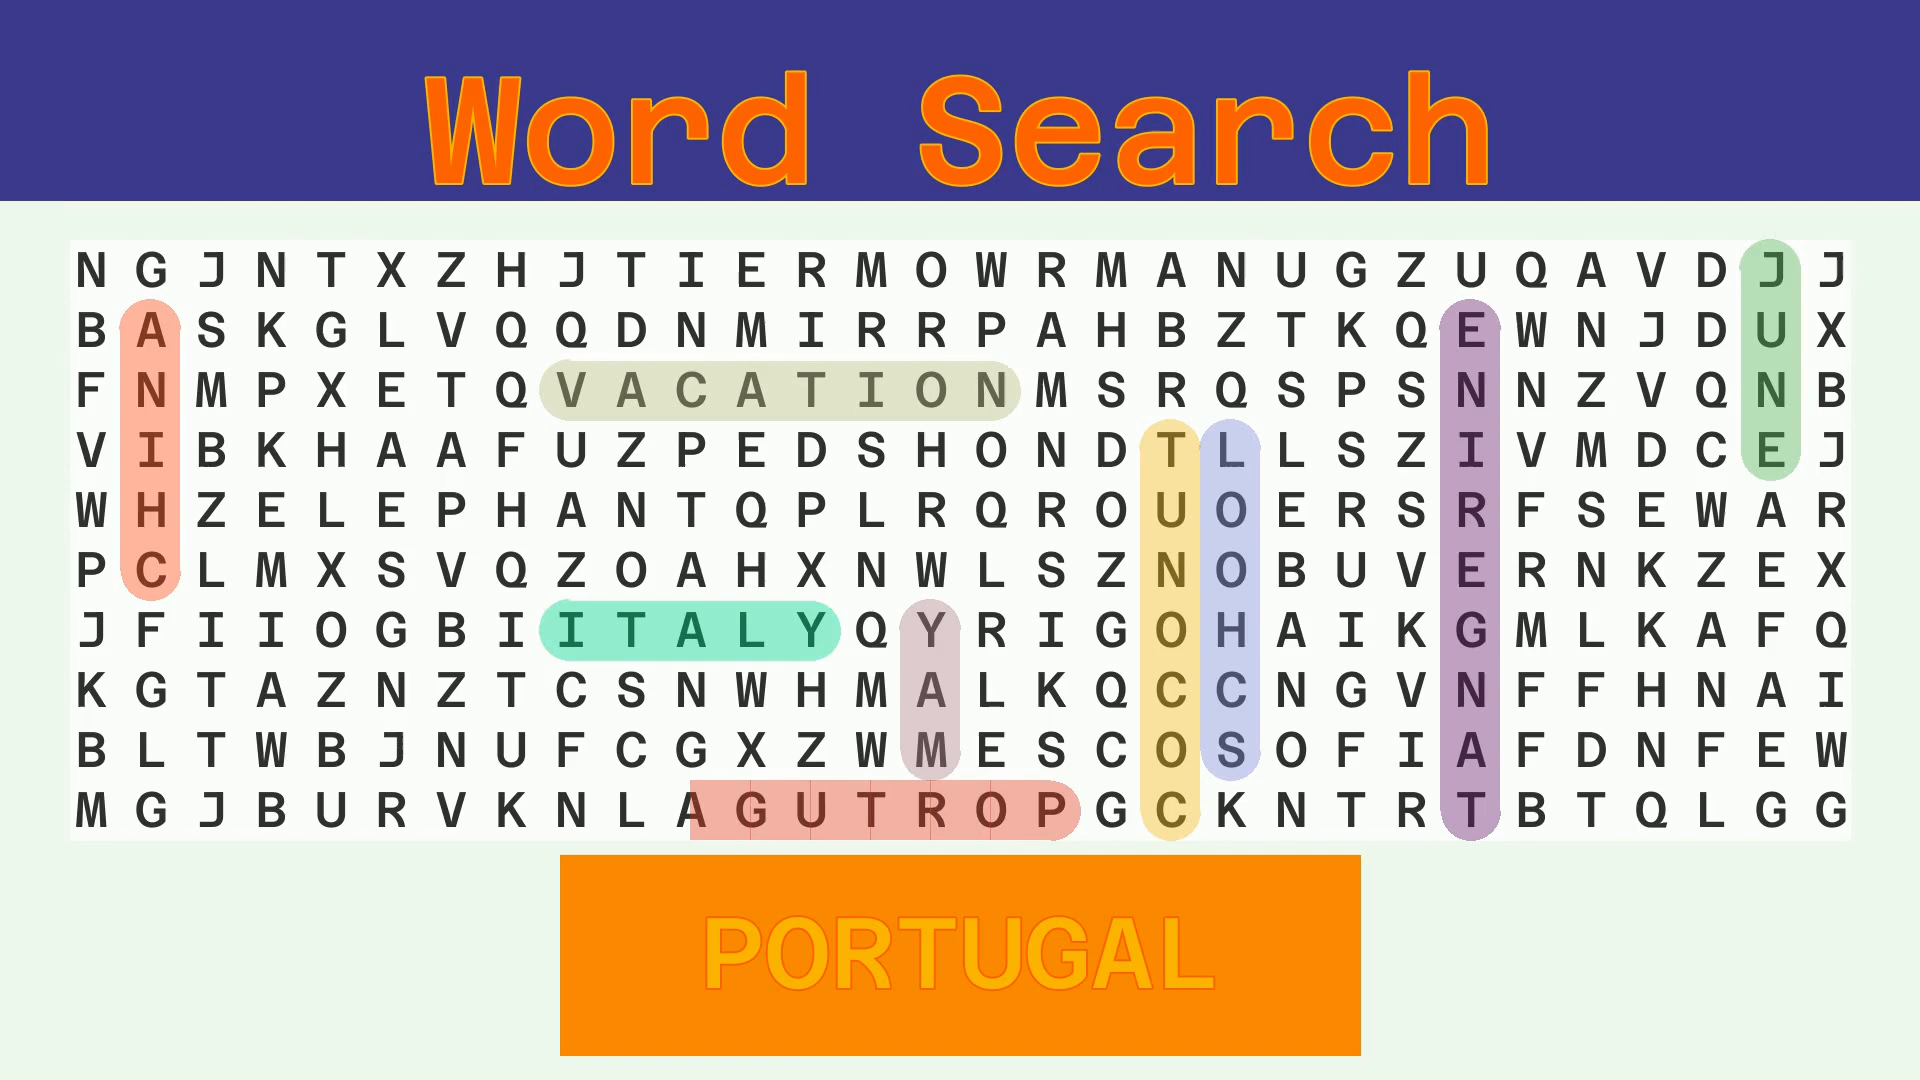 Word Search
N G J N T X Z H J T I E R M O W R M A N U G Z U Q A V D J J
B A S K G L V Q Q D N M I R R P A H B Z T K Q E W N J D U X
F N M P X E T Q V A C A T I O N M S R Q S P S N N Z V Q N B
V I B K H A A F U Z P E D S H O N D T L L S Z I V M D C E J
W H Z E L E P H A N T Q P L R Q R O U O E R S R F S E W A R
P C L M X S V Q Z O A H X N W L S Z N O B U V E R N K Z E X
J F I I O G B I I T A L Y Q Y R I G O H A I K G M L K A F Q
K G T A Z N Z T C S N W H M A L K Q C C N G V N F F H N A I
B L T W B J N U F C G X Z W M E S C O S O F I A F D N F E W
M G J B U R V K N L A G U T R O P G C K N T R T B T Q L G G
PORTUGAL